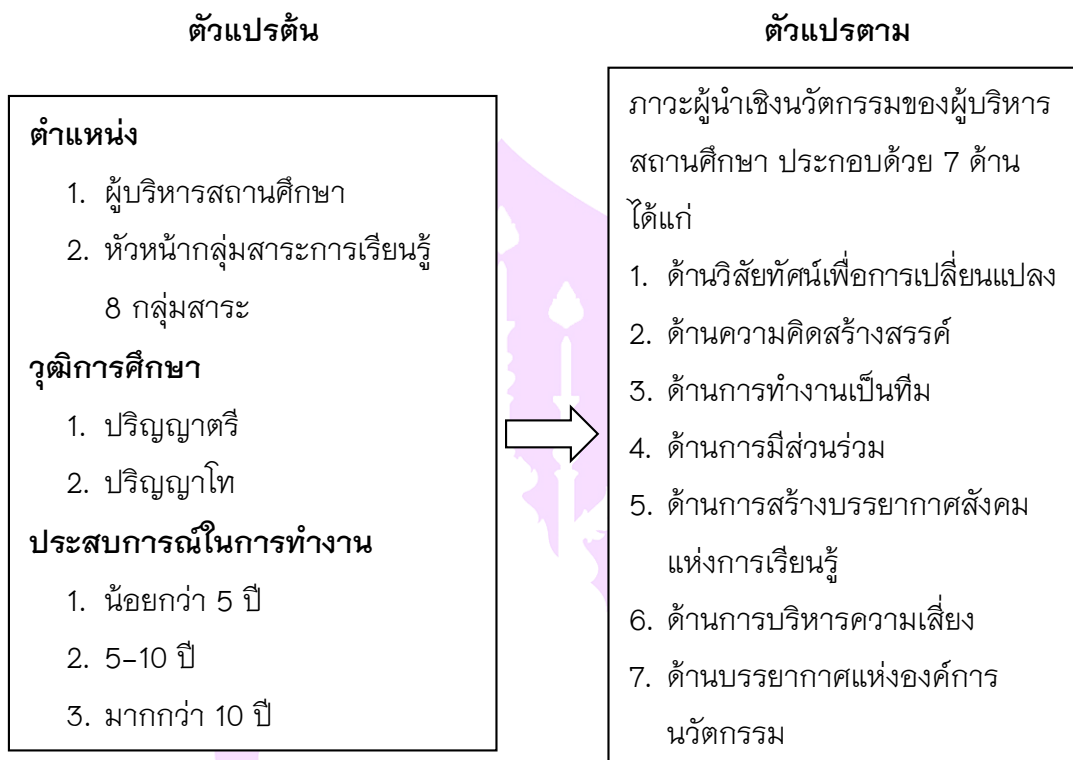 ตัวแปรต้น
ตำแหน่ง
1. ผู้บริหารสถานศึกษา
2. หัวหน้ากลุ่มสาระการเรียนรู้
8 กลุ่มสาระ
วุฒิการศึกษา
1. ปริญญาตรี
2. ปริญญาโท
ประสบการณ์ในการทำงาน
1. น้อยกว่า 5 ปี
2. 5–10 ปี
3. มากกว่า 10 ปี
ตัวแปรตาม
ภาวะผู้นำเชิงนวัตกรรมของผู้บริหาร
สถานศึกษา ประกอบด้วย 7 ด้าน
ได้แก่
1. ด้านวิสัยทัศน์เพื่อการเปลี่ยนแปลง
2. ด้านความคิดสร้างสรรค์
3. ด้านการทำงานเป็นทีม
4. ด้านการมีส่วนร่วม
5. ด้านการสร้างบรรยากาศสังคม
แห่งการเรียนรู้
6. ด้านการบริหารความเสี่ยง
7. ด้านบรรยากาศแห่งองค์การ
นวัตกรรม